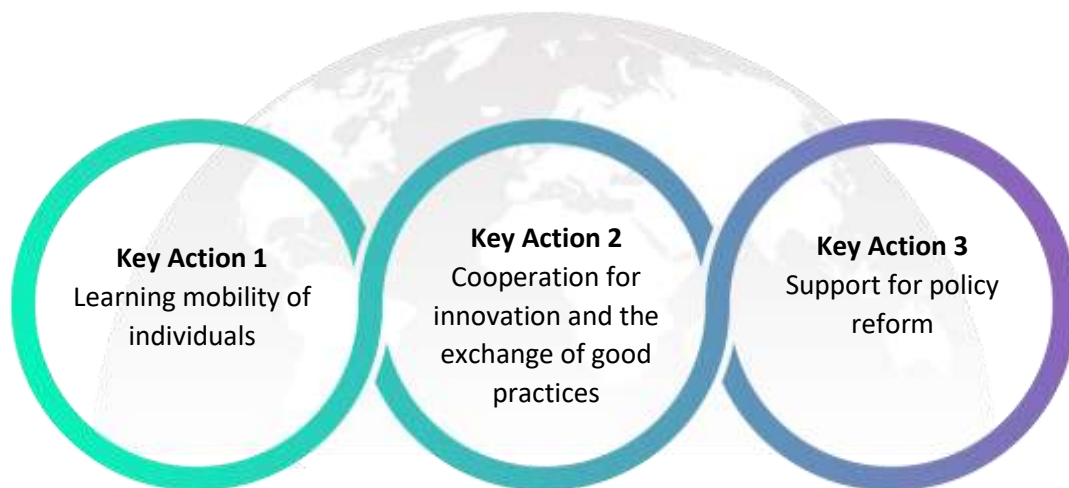 Key Action 1
Learning mobility of
individuals
Key Action 2
Cooperation for
innovation and the
exchange of good
practices
Key Action 3
Support for policy
reform